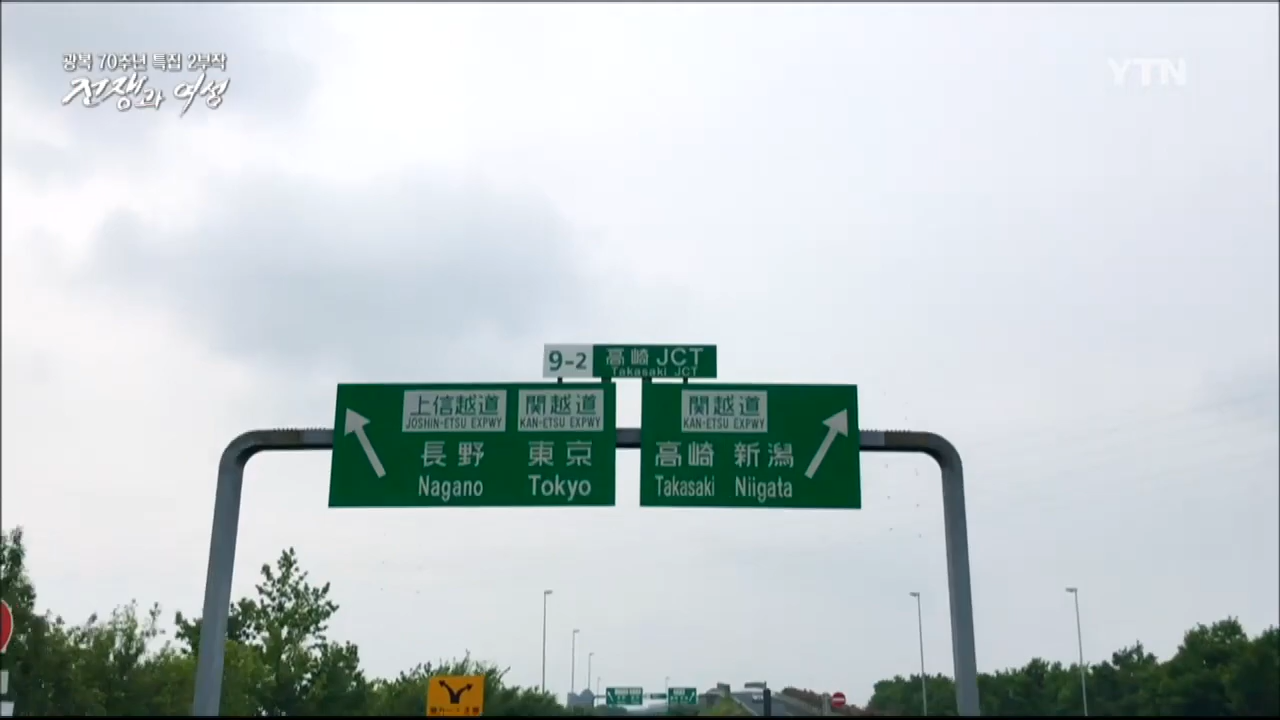 광복 70주년 특집 2부작
전쟁과 여성
YTN
9-2 高崎 JCT
Takasaki JCT
上信越道 関越道
JOSHIN-ETSU EXPWY KAN-ETSU EXPWY
長野 東京
Nagano Tokyo
関越道
KAN-ETSU EXPWY
高崎 新潟
Takasaki Niigata